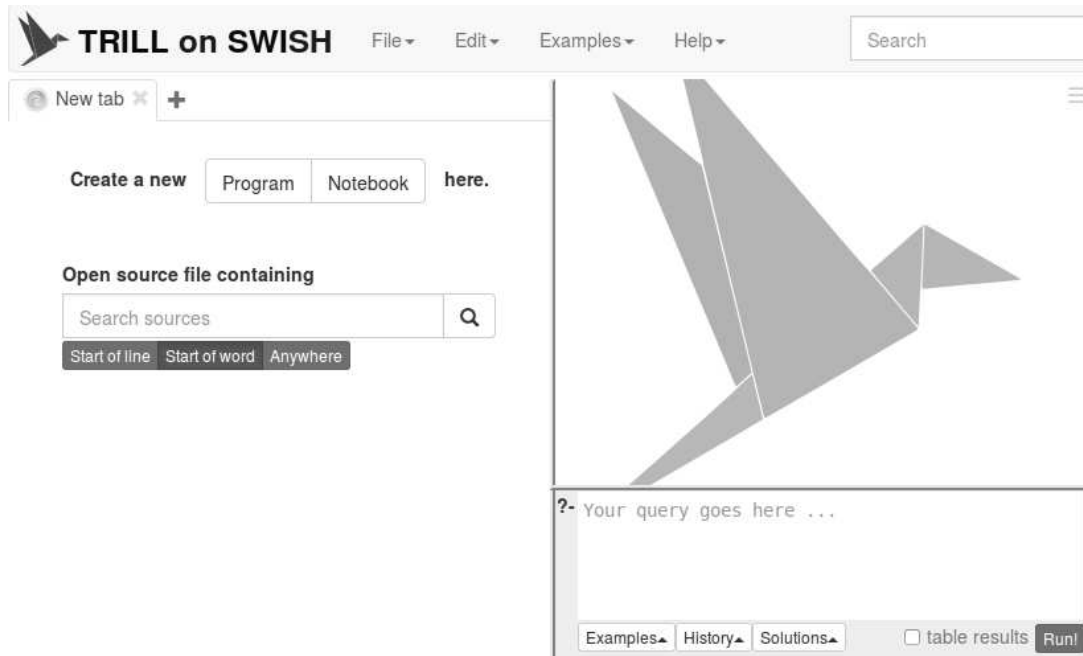 TRILL on SWISH File Edit Examples Help Search
New tab
Create a new Program Notebook here.
Open source file containing
Search sources
Start of line Start of word Anywhere
?- Your query goes here ...
Examples History Solutions table results Run!